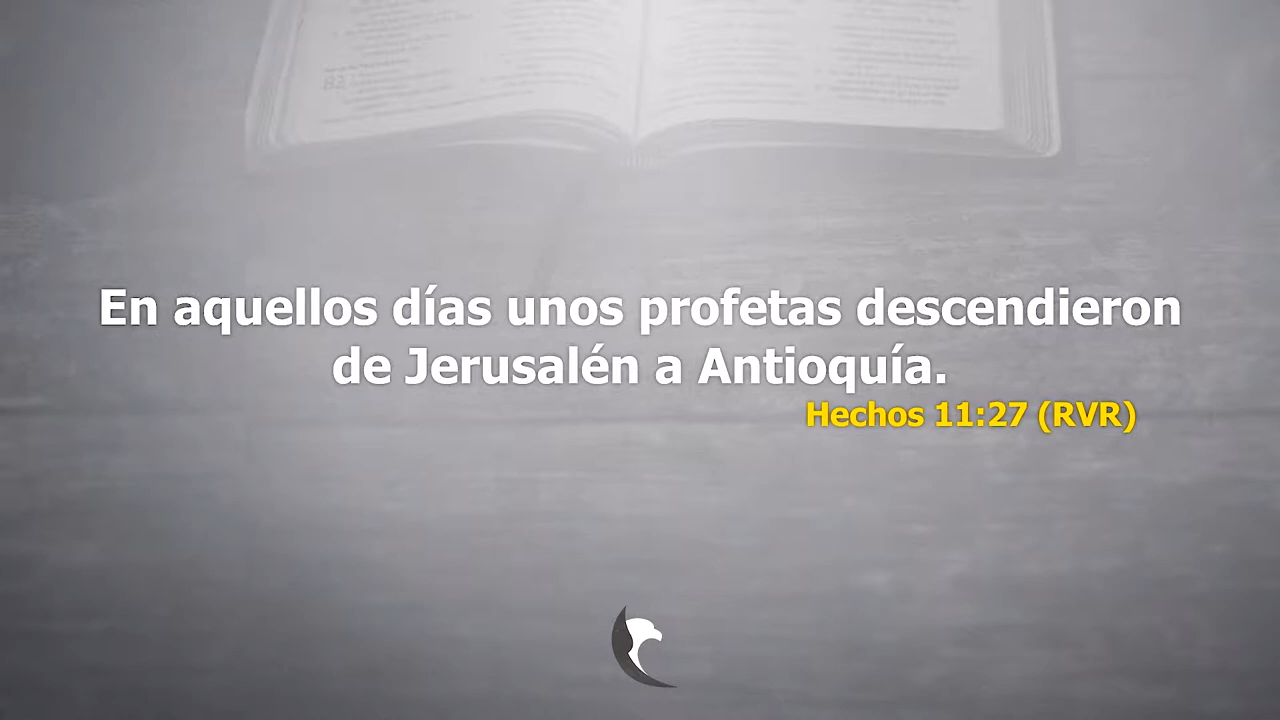 En aquellos días unos profetas descendieron
de Jerusalén a Antioquía.
Hechos 11:27 (RVR)